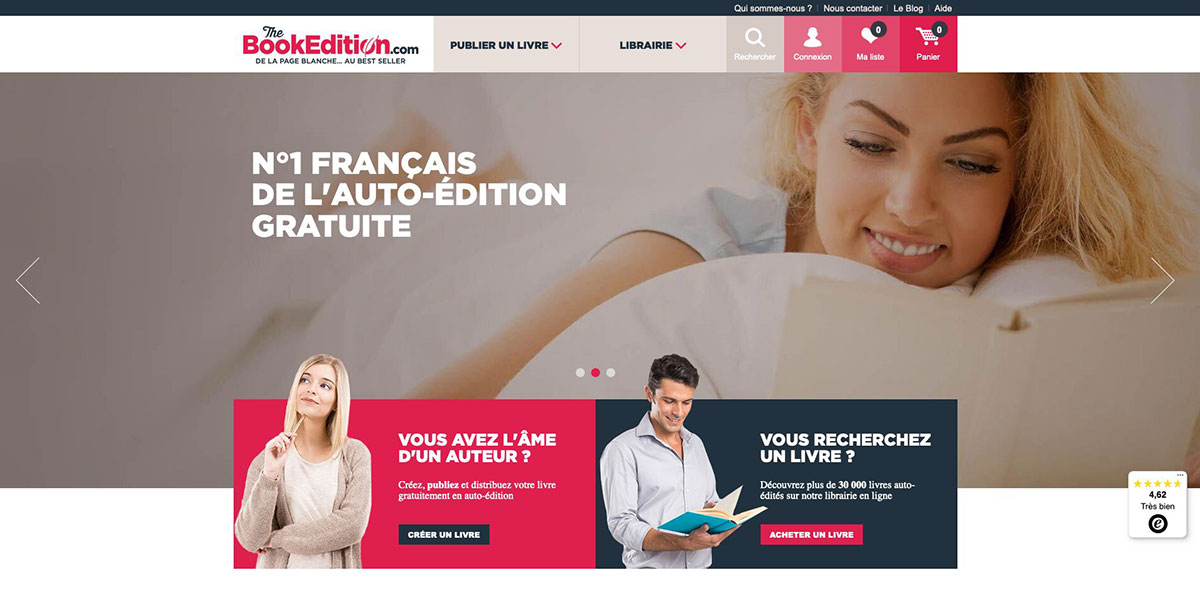 Qui sommes-nous ? Nous contacter Le Blog Aide
The
BookEdition.com
DE LA PAGE BLANCHE... AU BEST SELLER
PUBLIER UN LIVRE
LIBRAIRIE
Rechercher
Connexion
0
Ma liste
0
Panier
N°1 FRANÇAIS
DE L'AUTO-ÉDITION
GRATUITE
VOUS AVEZ L'ÂME
D'UN AUTEUR ?
Créez, publiez et distribuez votre livre
gratuitement en auto-édition
CRÉER UN LIVRE
VOUS RECHERCHEZ
UN LIVRE ?
Découvrez plus de 30 000 livres auto-
édités sur notre librairie en ligne
ACHETER UN LIVRE
4,62
Très bien
e